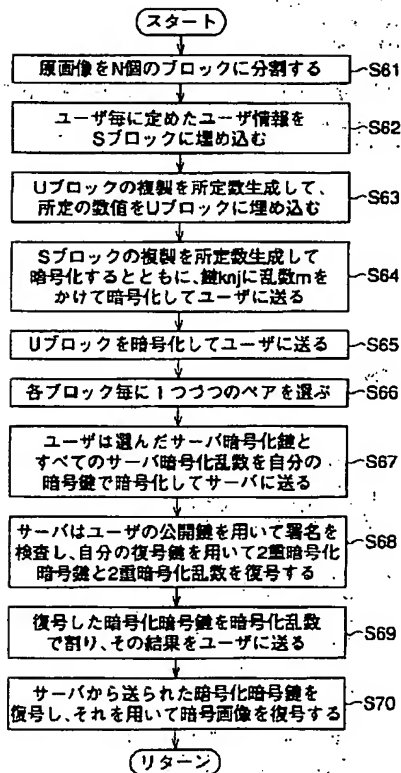 スタート
原画像をN個のブロックに分割する
S61
ユーザ毎に定めたユーザ情報を
Sブロックに埋め込む
S62
Uブロックの複製を所定数生成して、
所定の数値をUブロックに埋め込む
S63
Sブロックの複製を所定数生成して
暗号化するとともに、鍵knjに乱数mを
かけて暗号化してユーザに送る
S64
Uブロックを暗号化してユーザに送る
S65
各ブロック毎に1つづつのペアを選ぶ
S66
ユーザは選んだサーバ暗号化鍵と
すべてのサーバ暗号化乱数を自分の
暗号鍵で暗号化してサーバに送る
S67
サーバはユーザの公開鍵を用いて署名を
検査し、自分の復号鍵を用いて2重暗号化
暗号鍵と2重暗号化乱数を復号する
S68
復号した暗号化暗号鍵を暗号化乱数
で割り、その結果をユーザに送る
S69
サーバから送られた暗号化暗号鍵を
復号し、それを用いて暗号画像を復号する
S70
リターン